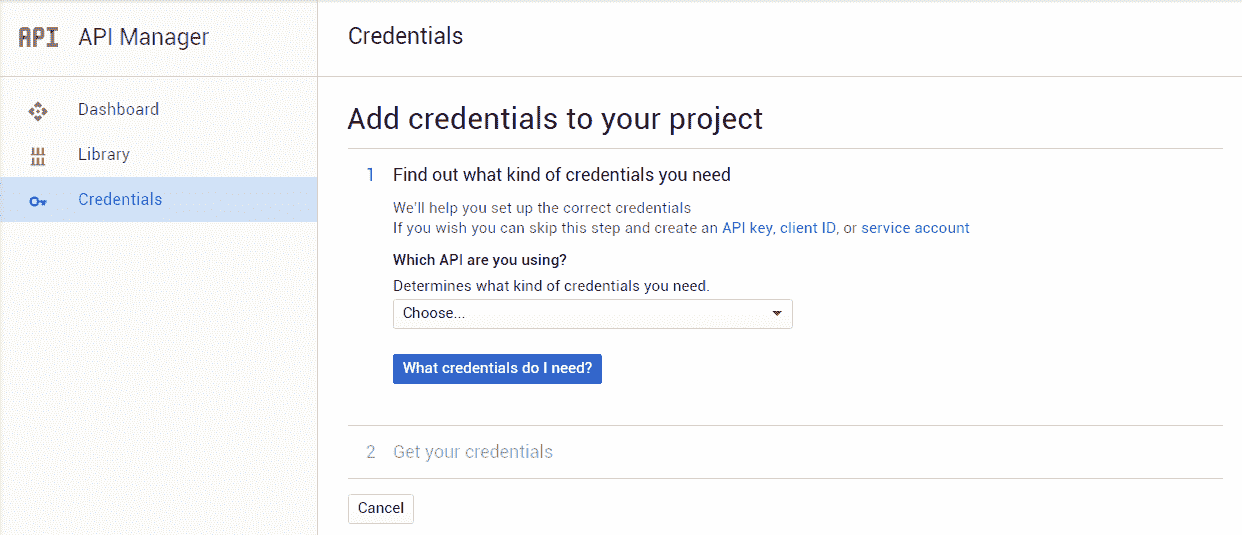 API API Manager
Credentials
Dashboard
Library
Credentials
Add credentials to your project
1 Find out what kind of credentials you need
We'll help you set up the correct credentials
If you wish you can skip this step and create an API key, client ID, or service account
Which API are you using?
Determines what kind of credentials you need.
Choose...
What credentials do I need?
2 Get your credentials
Cancel